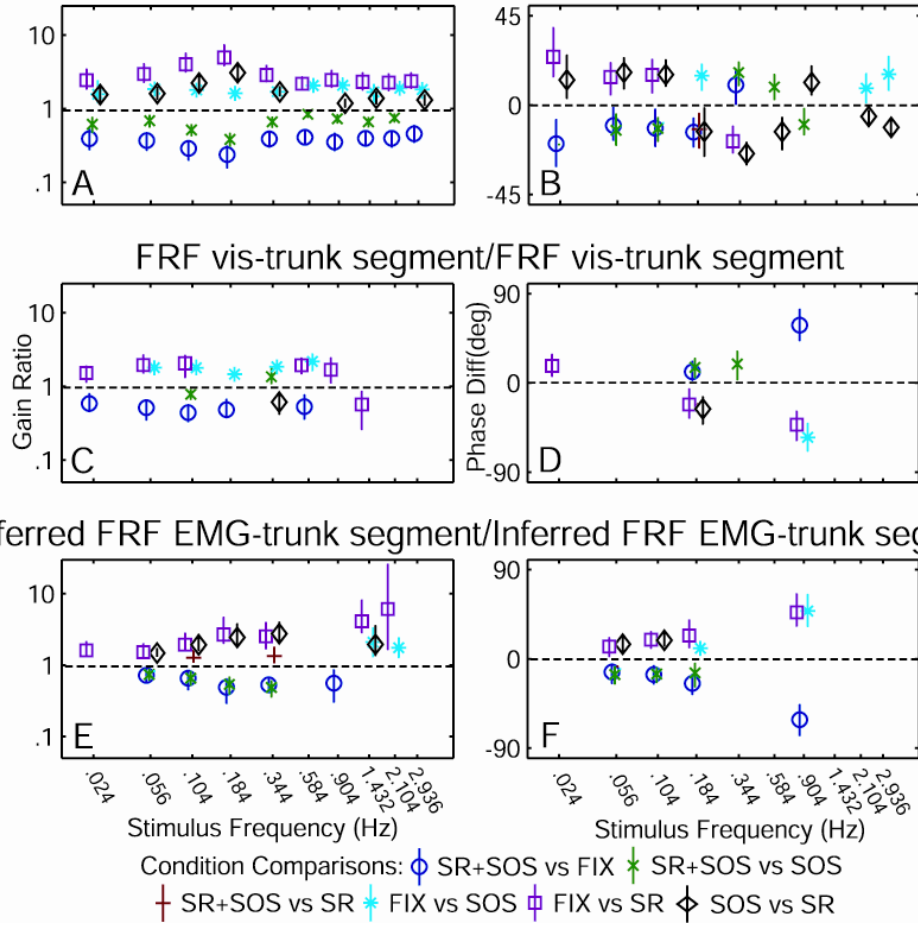 10
1
.1
A
45
0
-45
B
FRF vis-trunk segment/FRF vis-trunk segment
Gain Ratio
10
1
.1
C
Phase Diff(deg)
90
0
-90
D
ferred FRF EMG-trunk segment/Inferred FRF EMG-trunk seg
10
1
.1
E
90
0
-90
F
.024 .056 .104 .184 .344 .584 .904 1.432 2.104 2.936
.024 .056 .104 .184 .344 .584 .904 1.432 2.104 2.936
Stimulus Frequency (Hz) Stimulus Frequency (Hz)
Condition Comparisons: SR+SOS vs FIX SR+SOS vs SOS
SR+SOS vs SR FIX vs SOS FIX vs SR SOS vs SR